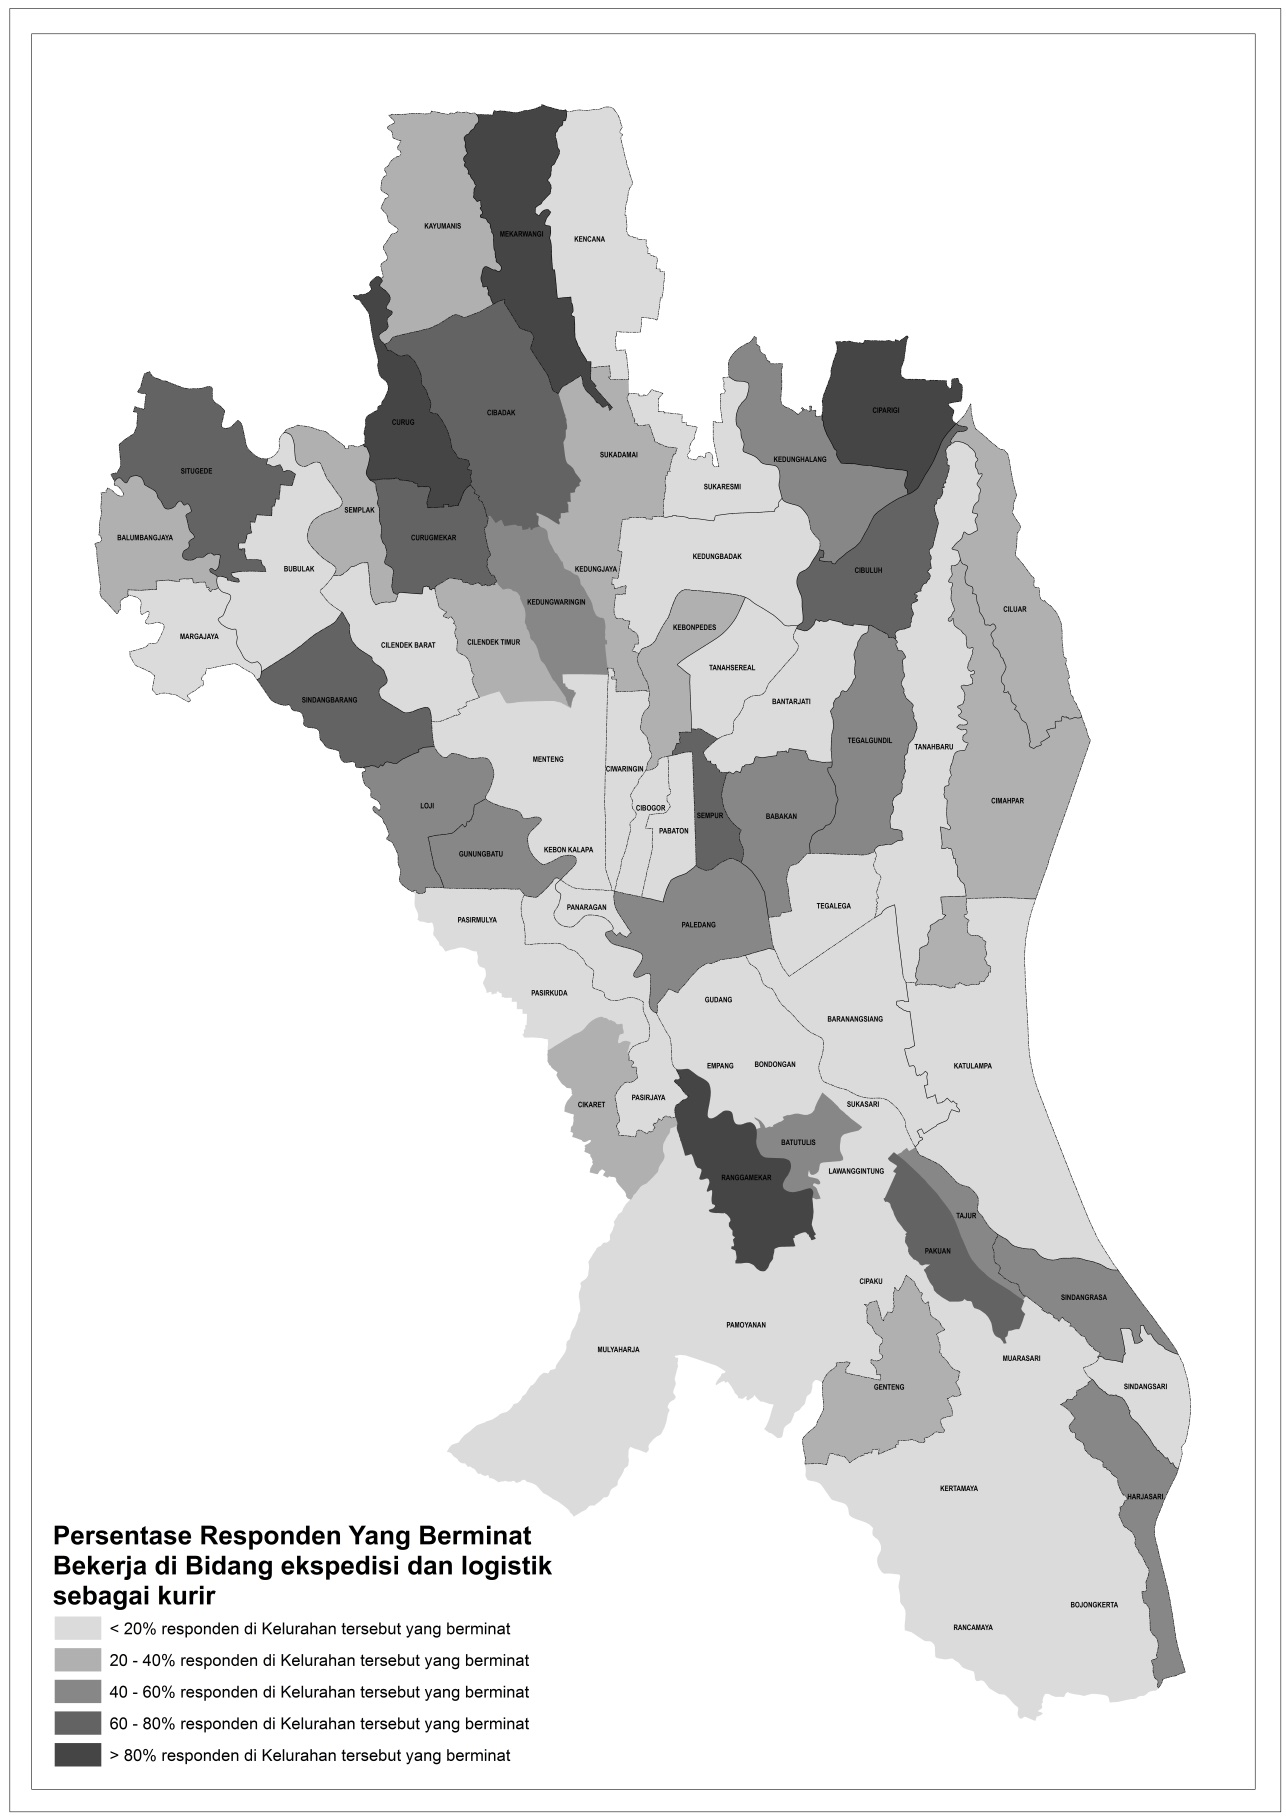 KAYUMANIS
MEKARWANGI
KENCANA
CURUG
CIBADAK
CIPARIGI
SUKADAMAI
KEDUNGHALANG
SITUGEDE
SUKARESMI
SEMPLAK
BALUMBANGJAYA
CURUGMEKAR
KEDUNGBADAK
BUBULAK
KEDUNGJAYA
CIBULUH
KEDUNGWARINGIN
CILUAR
KEBONPEDES
MARGAJAYA
CILENDEK BARAT
CILENDEK TIMUR
TANAHSEREAL
SINDANGBARANG
BANTARJATI
TEGALGUNDIL
TANAHBARU
MENTENG
CIWARINGIN
CIMAHPAR
LOJI
CIBOGOR
SEMPUR
BABAKAN
PABATON
GUNUNGBATU
KEBON KALAPA
PANARAGAN
TEGALEGA
PASIRMULYA
PALEDANG
PASIRKUDA
GUDANG
BARANANGSIANG
EMPANG
BONDONGAN
KATULAMPA
CIKARET
PASIRJAYA
SUKASARI
BATUTULIS
RANGGAMEKAR
LAWANGGINTUNG
TAJUR
PAKUAN
CIPAKU
SINDANGRASA
PAMOYANAN
MULYAHARJA
MUARASARI
GENTENG
SINDANGSARI
KERTAMAYA
HARJASARI
BOJONGKERTA
RANCAMAYA
Persentase Responden Yang Berminat
Bekerja di Bidang ekspedisi dan logistik
sebagai kurir
< 20% responden di Kelurahan tersebut yang berminat
20 - 40% responden di Kelurahan tersebut yang berminat
40 - 60% responden di Kelurahan tersebut yang berminat
60 - 80% responden di Kelurahan tersebut yang berminat
> 80% responden di Kelurahan tersebut yang berminat